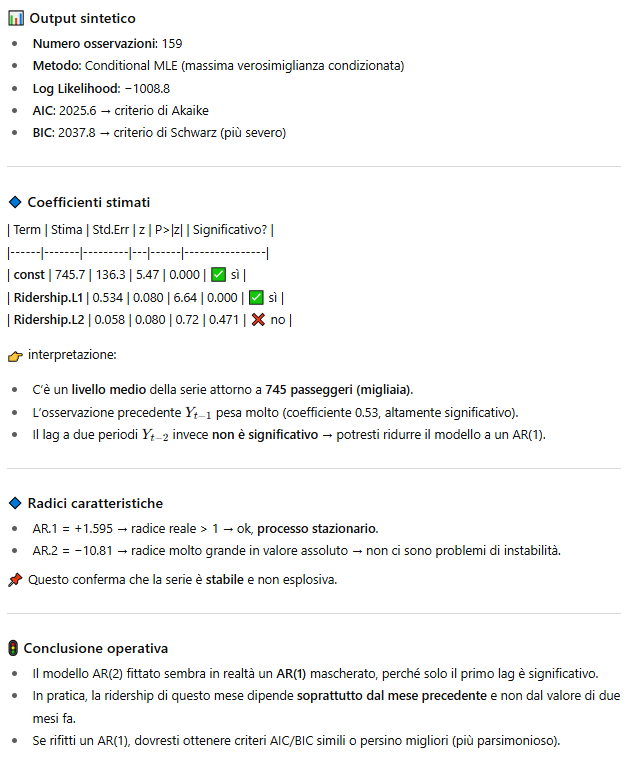 📊 Output sintetico
• Numero osservazioni: 159
• Metodo: Conditional MLE (massima verosimiglianza condizionata)
• Log Likelihood: −1008.8
• AIC: 2025.6 → criterio di Akaike
• BIC: 2037.8 → criterio di Schwarz (più severo)
🔷 Coefficienti stimati
| Term | Stima | Std.Err | z | P>|z| | Significativo? |
|------|-------|---------|---|------|----------------|
| const | 745.7 | 136.3 | 5.47 | 0.000 | ✅ sì |
| Ridership.L1 | 0.534 | 0.080 | 6.64 | 0.000 | ✅ sì |
| Ridership.L2 | 0.058 | 0.080 | 0.72 | 0.471 | ❌ no |
👉 interpretazione:
• C’è un livello medio della serie attorno a 745 passeggeri (migliaia).
• L’osservazione precedente Yt−1 pesa molto (coefficiente 0.53, altamente significativo).
• Il lag a due periodi Yt−2 invece non è significativo → potresti ridurre il modello a un AR(1).
🔷 Radici caratteristiche
• AR.1 = +1.595 → radice reale > 1 → ok, processo stazionario.
• AR.2 = −10.81 → radice molto grande in valore assoluto → non ci sono problemi di instabilità.
📌 Questo conferma che la serie è stabile e non esplosiva.
🚦 Conclusione operativa
• Il modello AR(2) fittato sembra in realtà un AR(1) mascherato, perché solo il primo lag è significativo.
• In pratica, la ridership di questo mese dipende soprattutto dal mese precedente e non dal valore di due
mesi fa.
• Se rifitti un AR(1), dovresti ottenere criteri AIC/BIC simili o persino migliori (più parsimonioso).